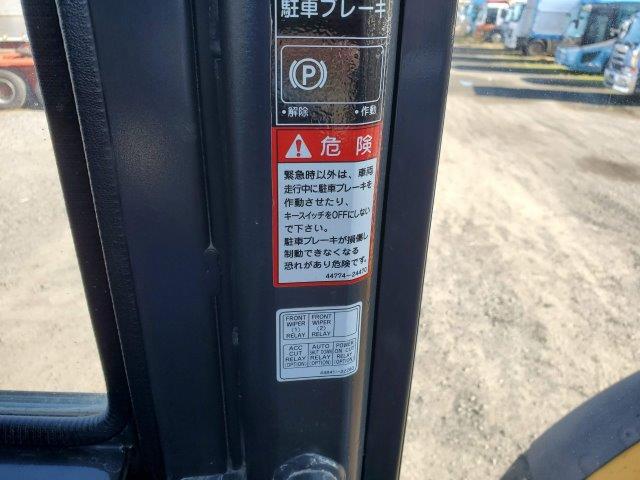 駐車ブレーキ
(P)
・解除 ・作動
危険
緊急時以外は、車両
走行中に駐車ブレーキを
作動させたり、
キースイッチをOFFにしない
で下さい。
駐車ブレーキが損傷し
制動できなくなる
恐れがあり危険です。
44774-24470
FRONT WIPER (1) RELAY
FRONT WIPER (2) RELAY
ACC CUT RELAY (OPTION)
AUTO SHUT DOWN RELAY (OPTION)
POWER ON CUT RELAY (OPTION)